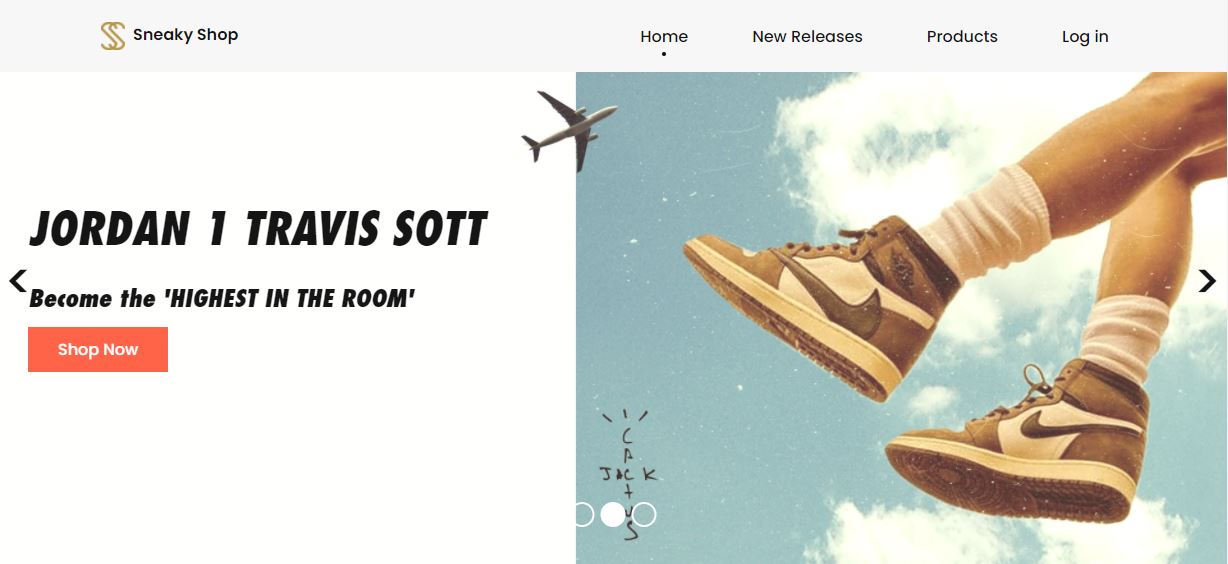 Sneaky Shop
Home New Releases Products Log in
JORDAN 1 TRAVIS SOTT
Become the 'HIGHEST IN THE ROOM'
Shop Now
CACTUS
JACK